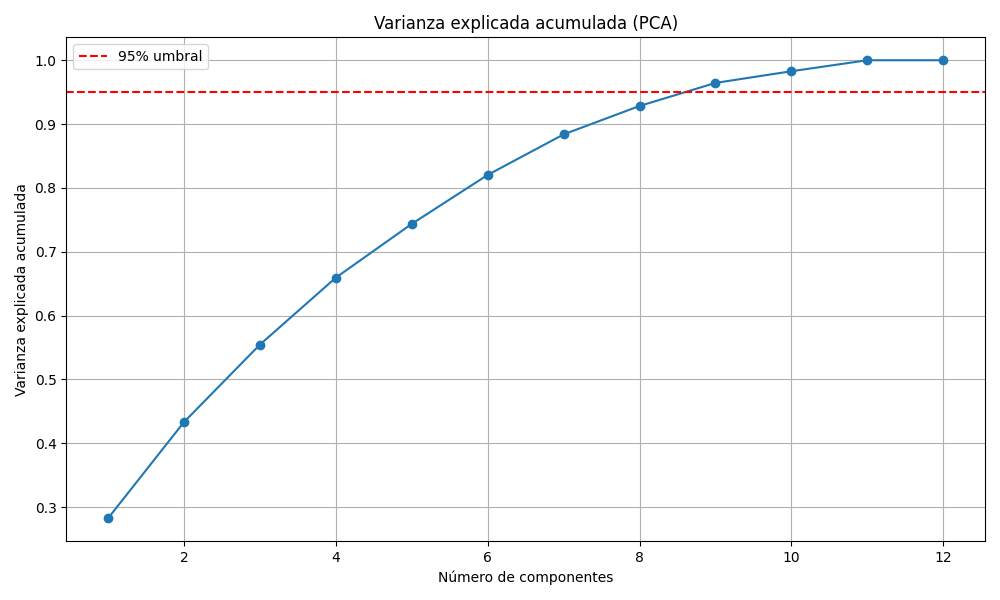 Varianza explicada acumulada (PCA)
95% umbral
Varianza explicada acumulada
1.0
0.9
0.8
0.7
0.6
0.5
0.4
0.3
2 4 6 8 10 12
Número de componentes